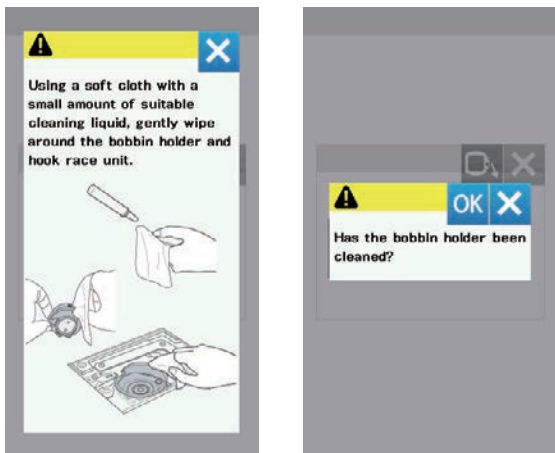 Using a soft cloth with a
small amount of suitable
cleaning liquid, gently wipe
around the bobbin holder and
hook race unit.
OK
Has the bobbin holder been
cleaned?